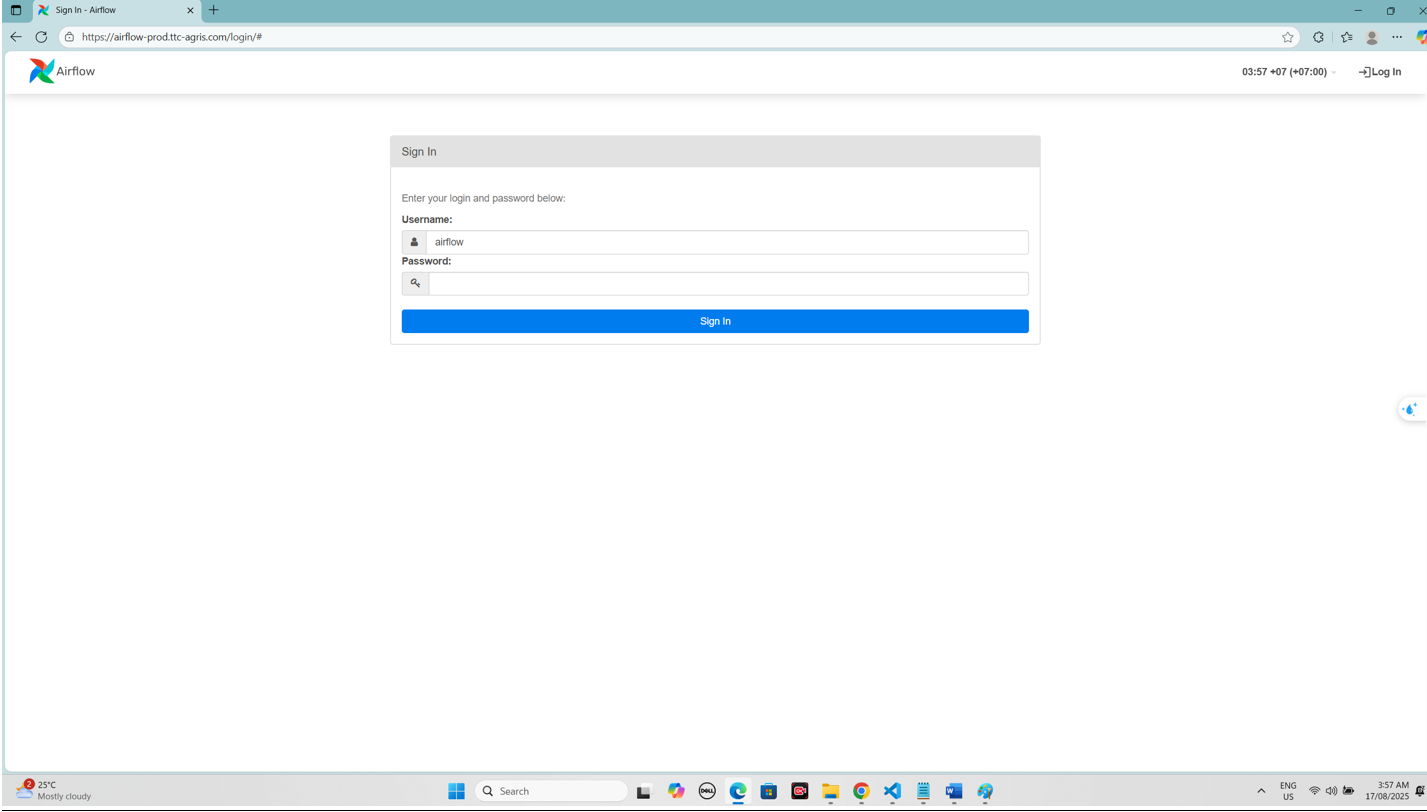 Sign In - Airflow
https://airflow-prod.ttc-agris.com/login/#
Airflow
03:57 +07 (+07:00)
Log In
Sign In
Enter your login and password below:
Username:
airflow
Password:
Sign In
2
25°C
Mostly cloudy
Search
DELL
W
ENG
US
3:57 AM
17/08/2025